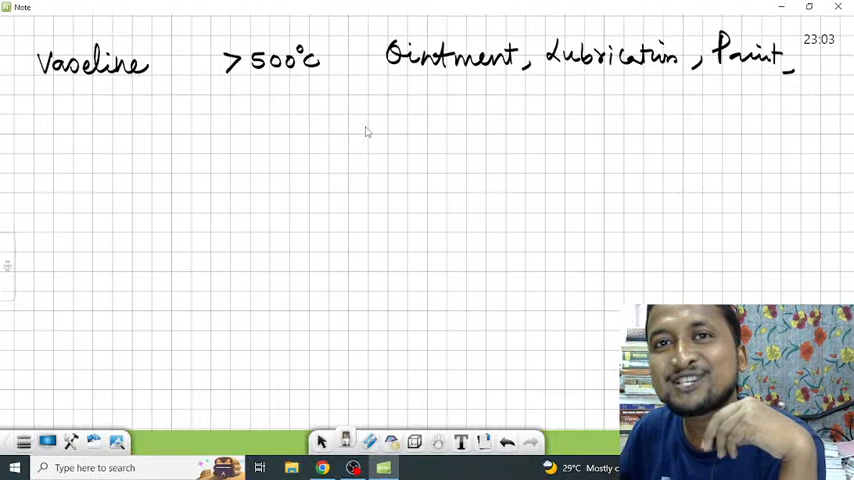 Note
23:03
Vaseline >500°C Ointment, Lubrication, Paint,
Type here to search
29°C Mostly c